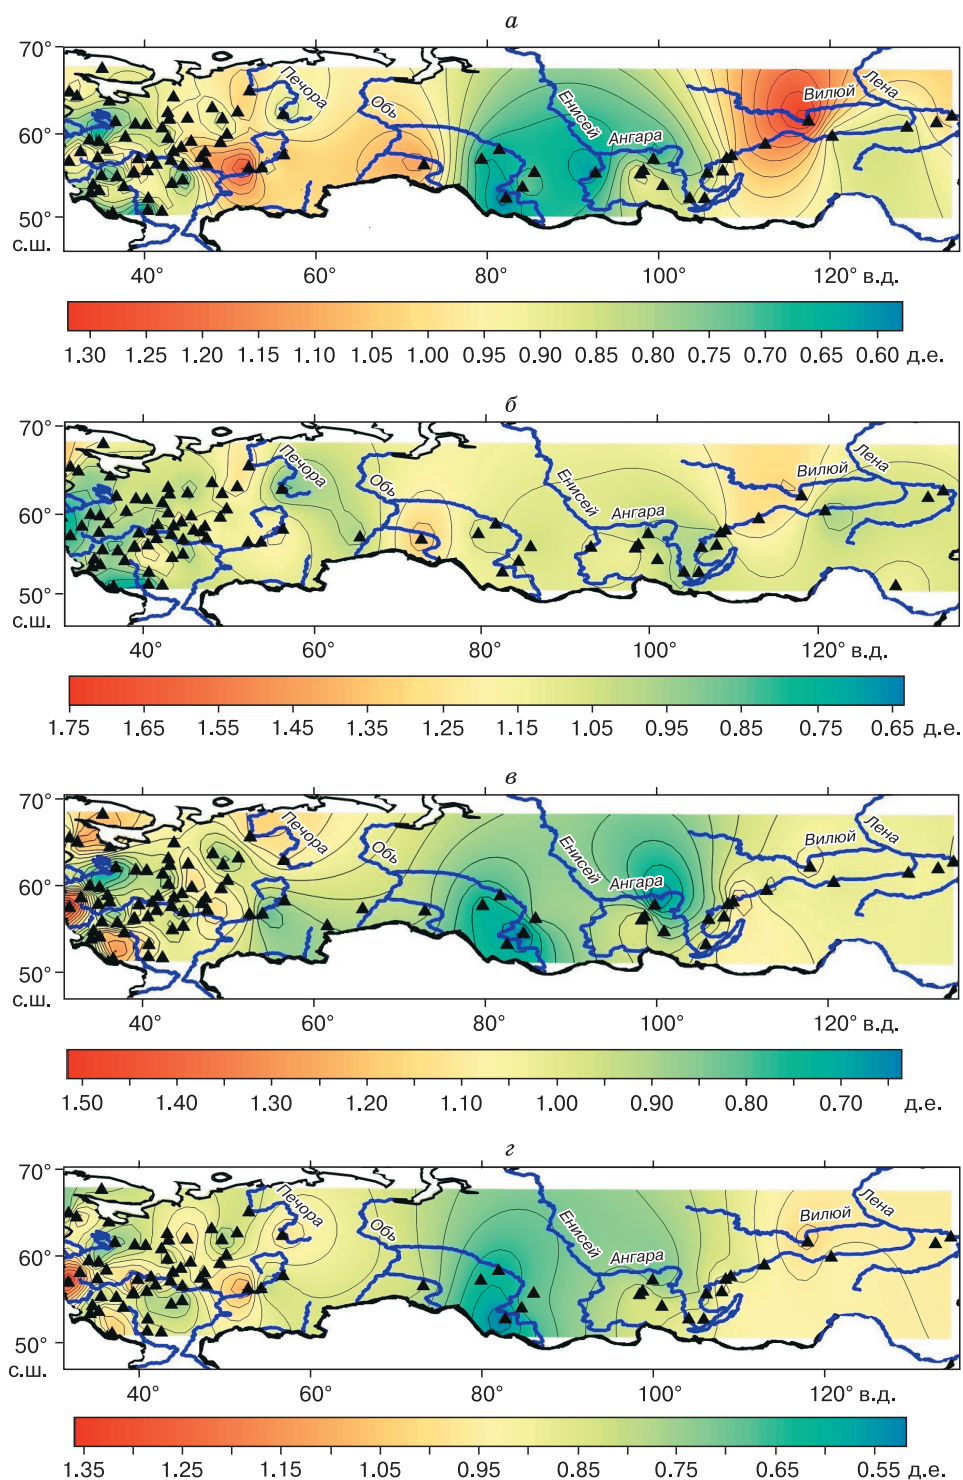 а
70°
60°
50°
с.ш.
Печора
Обь
Енисей
Ангара
Вилюй
Лена
40° 60° 80° 100° 120° в.д.
1.30 1.25 1.20 1.15 1.10 1.05 1.00 0.95 0.90 0.85 0.80 0.75 0.70 0.65 0.60 д.е.
б
70°
60°
50°
с.ш.
Печора
Обь
Енисей
Ангара
Вилюй
Лена
40° 60° 80° 100° 120° в.д.
1.75 1.65 1.55 1.45 1.35 1.25 1.15 1.05 0.95 0.85 0.75 0.65 д.е.
в
70°
60°
50°
с.ш.
Печора
Обь
Енисей
Ангара
Вилюй
Лена
40° 60° 80° 100° 120° в.д.
1.50 1.40 1.30 1.20 1.10 1.00 0.90 0.80 0.70 д.е.
г
70°
60°
50°
с.ш.
Печора
Обь
Енисей
Ангара
Вилюй
Лена
40° 60° 80° 100° 120° в.д.
1.35 1.25 1.15 1.05 0.95 0.85 0.75 0.65 0.55 д.е.